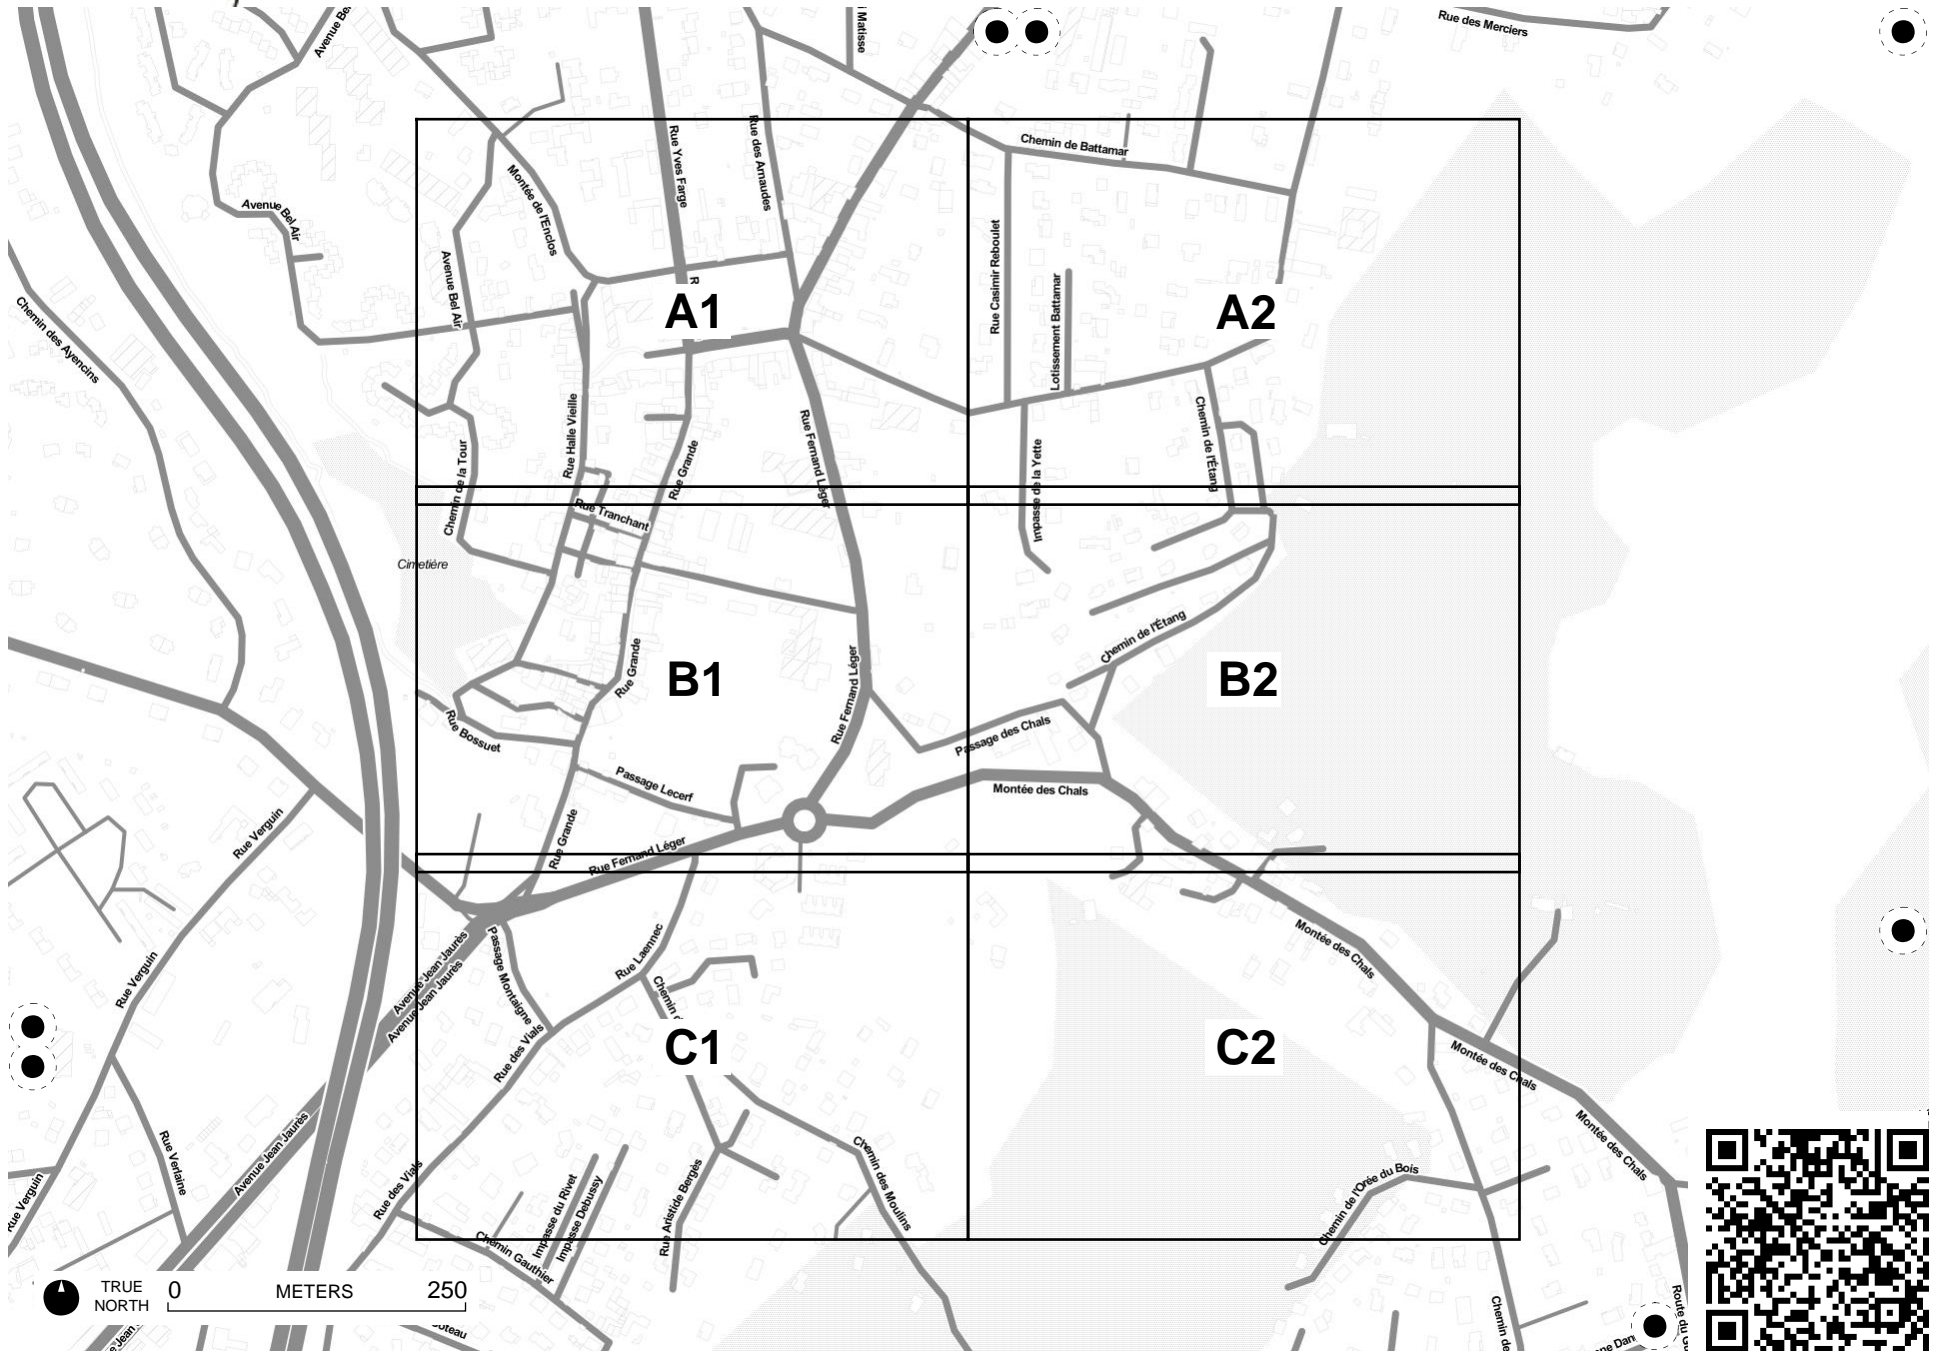 Rue des Merciers
Matisse
Avenue Bel
Rue Yves Farge
Rue des Arnaudes
Chemin de Battamar
Montée de l'Enclos
Avenue Bel Air
Avenue Bel Air
Rue Casimir Reboulet
Lotissement Battamar
A1
A2
Chemin des Ayencins
Rue Halle Vieille
Rue Grande
Rue Fernand Léger
Chemin de l'Étang
Chemin de la Tour
Impasse de la Yette
Rue Tranchant
Cimetière
Chemin de l'Étang
Rue Grande
B1
B2
Rue Fernand Léger
Rue Bossuet
Passage des Chals
Passage Lecerf
Montée des Chals
Rue Verguin
Rue Grande
Rue Fernand Léger
Avenue Jean Jaurès
Avenue Jean Jaurès
Passage Montaigne
Rue Laennec
Montée des Chals
Rue Verguin
Chemin d
Rue des Vials
C1
C2
Montée des Chals
Montée des Chals
Avenue Jean Jaurès
Rue Verlaine
Rue Verguin
Rue des Vials
Chemin Gauthier
Impasse du Rivet
Impasse Debussy
Rue Aristide Bergès
Chemin des Moulins
Chemin de l'Orée du Bois
TRUE
NORTH
0 METERS 250
Chemin de
Route du G